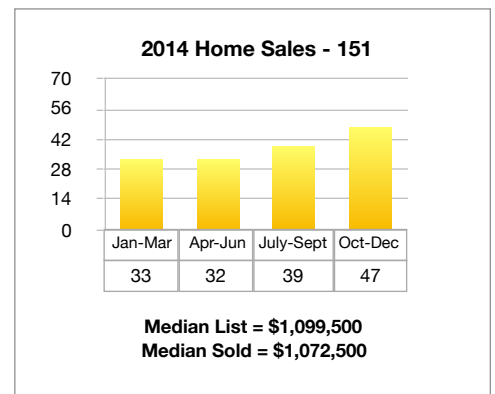 2014 Home Sales - 151
70
56
42
28
14
0
Jan-Mar Apr-Jun July-Sept Oct-Dec
33 32 39 47
Median List = $1,099,500
Median Sold = $1,072,500